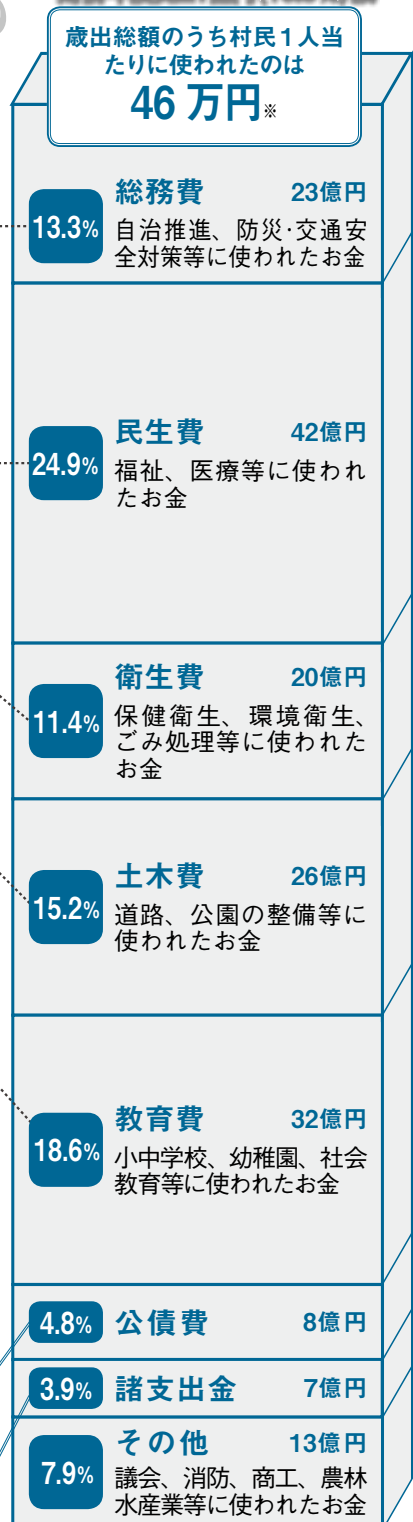 歳出総額のうち村民1人当
たりに使われたのは
46万円※
総務費 23億円
13.3%
自治推進、防災・交通安
全対策等に使われたお金
民生費 42億円
24.9%
福祉、医療等に使われ
たお金
衛生費 20億円
11.4%
保健衛生、環境衛生、
ごみ処理等に使われた
お金
土木費 26億円
15.2%
道路、公園の整備等に
使われたお金
教育費 32億円
18.6%
小中学校、幼稚園、社会
教育等に使われたお金
4.8% 公債費 8億円
3.9% 諸支出金 7億円
その他 13億円
7.9%
議会、消防、商工、農林
水産業等に使われたお金